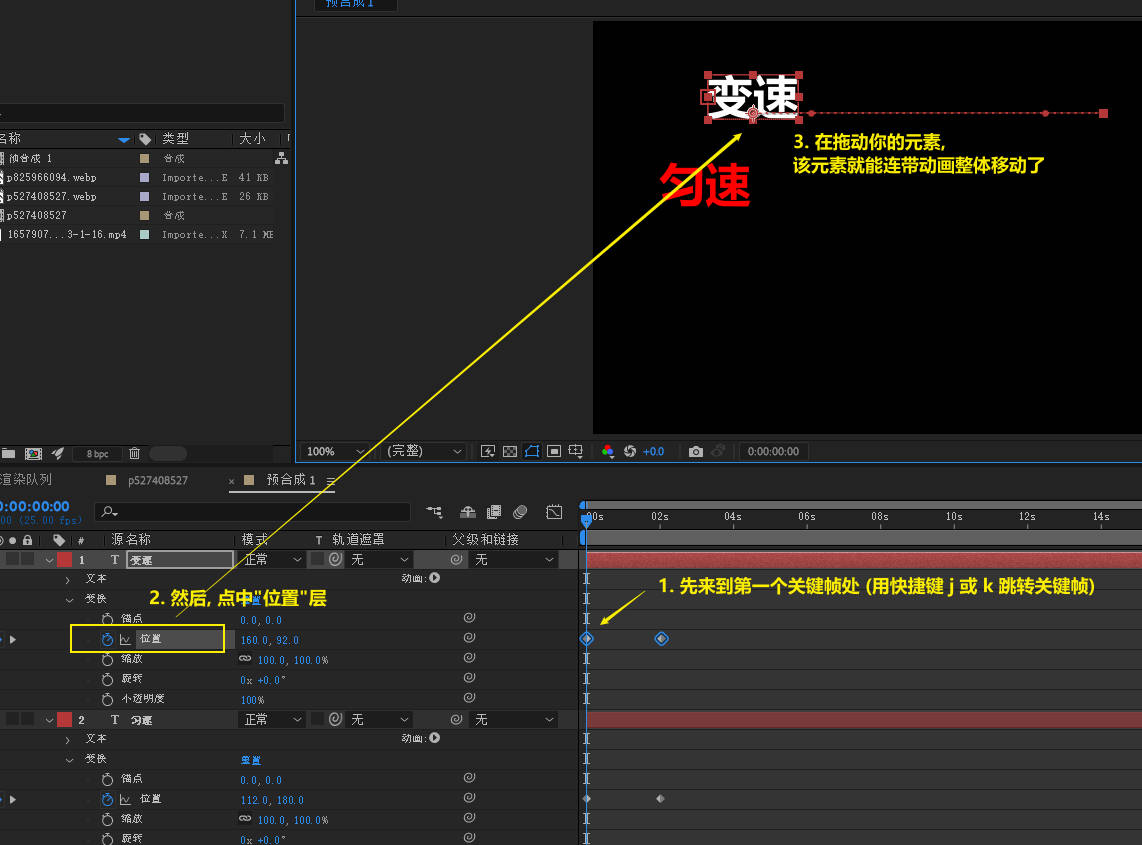 预合成 1
变速
匀速
3. 在拖动你的元素,
该元素就能连带动画整体移动了
名称 类型 大小
预合成 1 合成
p825966094.webp Importe...E 41 KB
p527408527.webp Importe...E 26 KB
p527408527 合成
1657907...3-1-16.mp4 Importe...X 7.1 MB
8 bpc
100% (完整) +0.0 0:00:00:00
渲染队列 p527408527 × 预合成 1
0:00:00:00
00 (25.00 fps)
:00s 02s 04s 06s 08s 10s 12s 14s
# 源名称 模式 T 轨道遮罩 父级和链接
1 T 变速 正常 无 无
文本 动画:
变换 重置
2. 然后, 点中"位置"层
1. 先来到第一个关键帧处 (用快捷键 j 或 k 跳转关键帧)
锚点 0.0, 0.0
位置 160.0, 92.0
缩放 100.0, 100.0%
旋转 0x +0.0°
不透明度 100%
2 T 匀速 正常 无 无
文本 动画:
变换 重置
锚点 0.0, 0.0
位置 112.0, 180.0
缩放 100.0, 100.0%
旋转 0x +0.0°